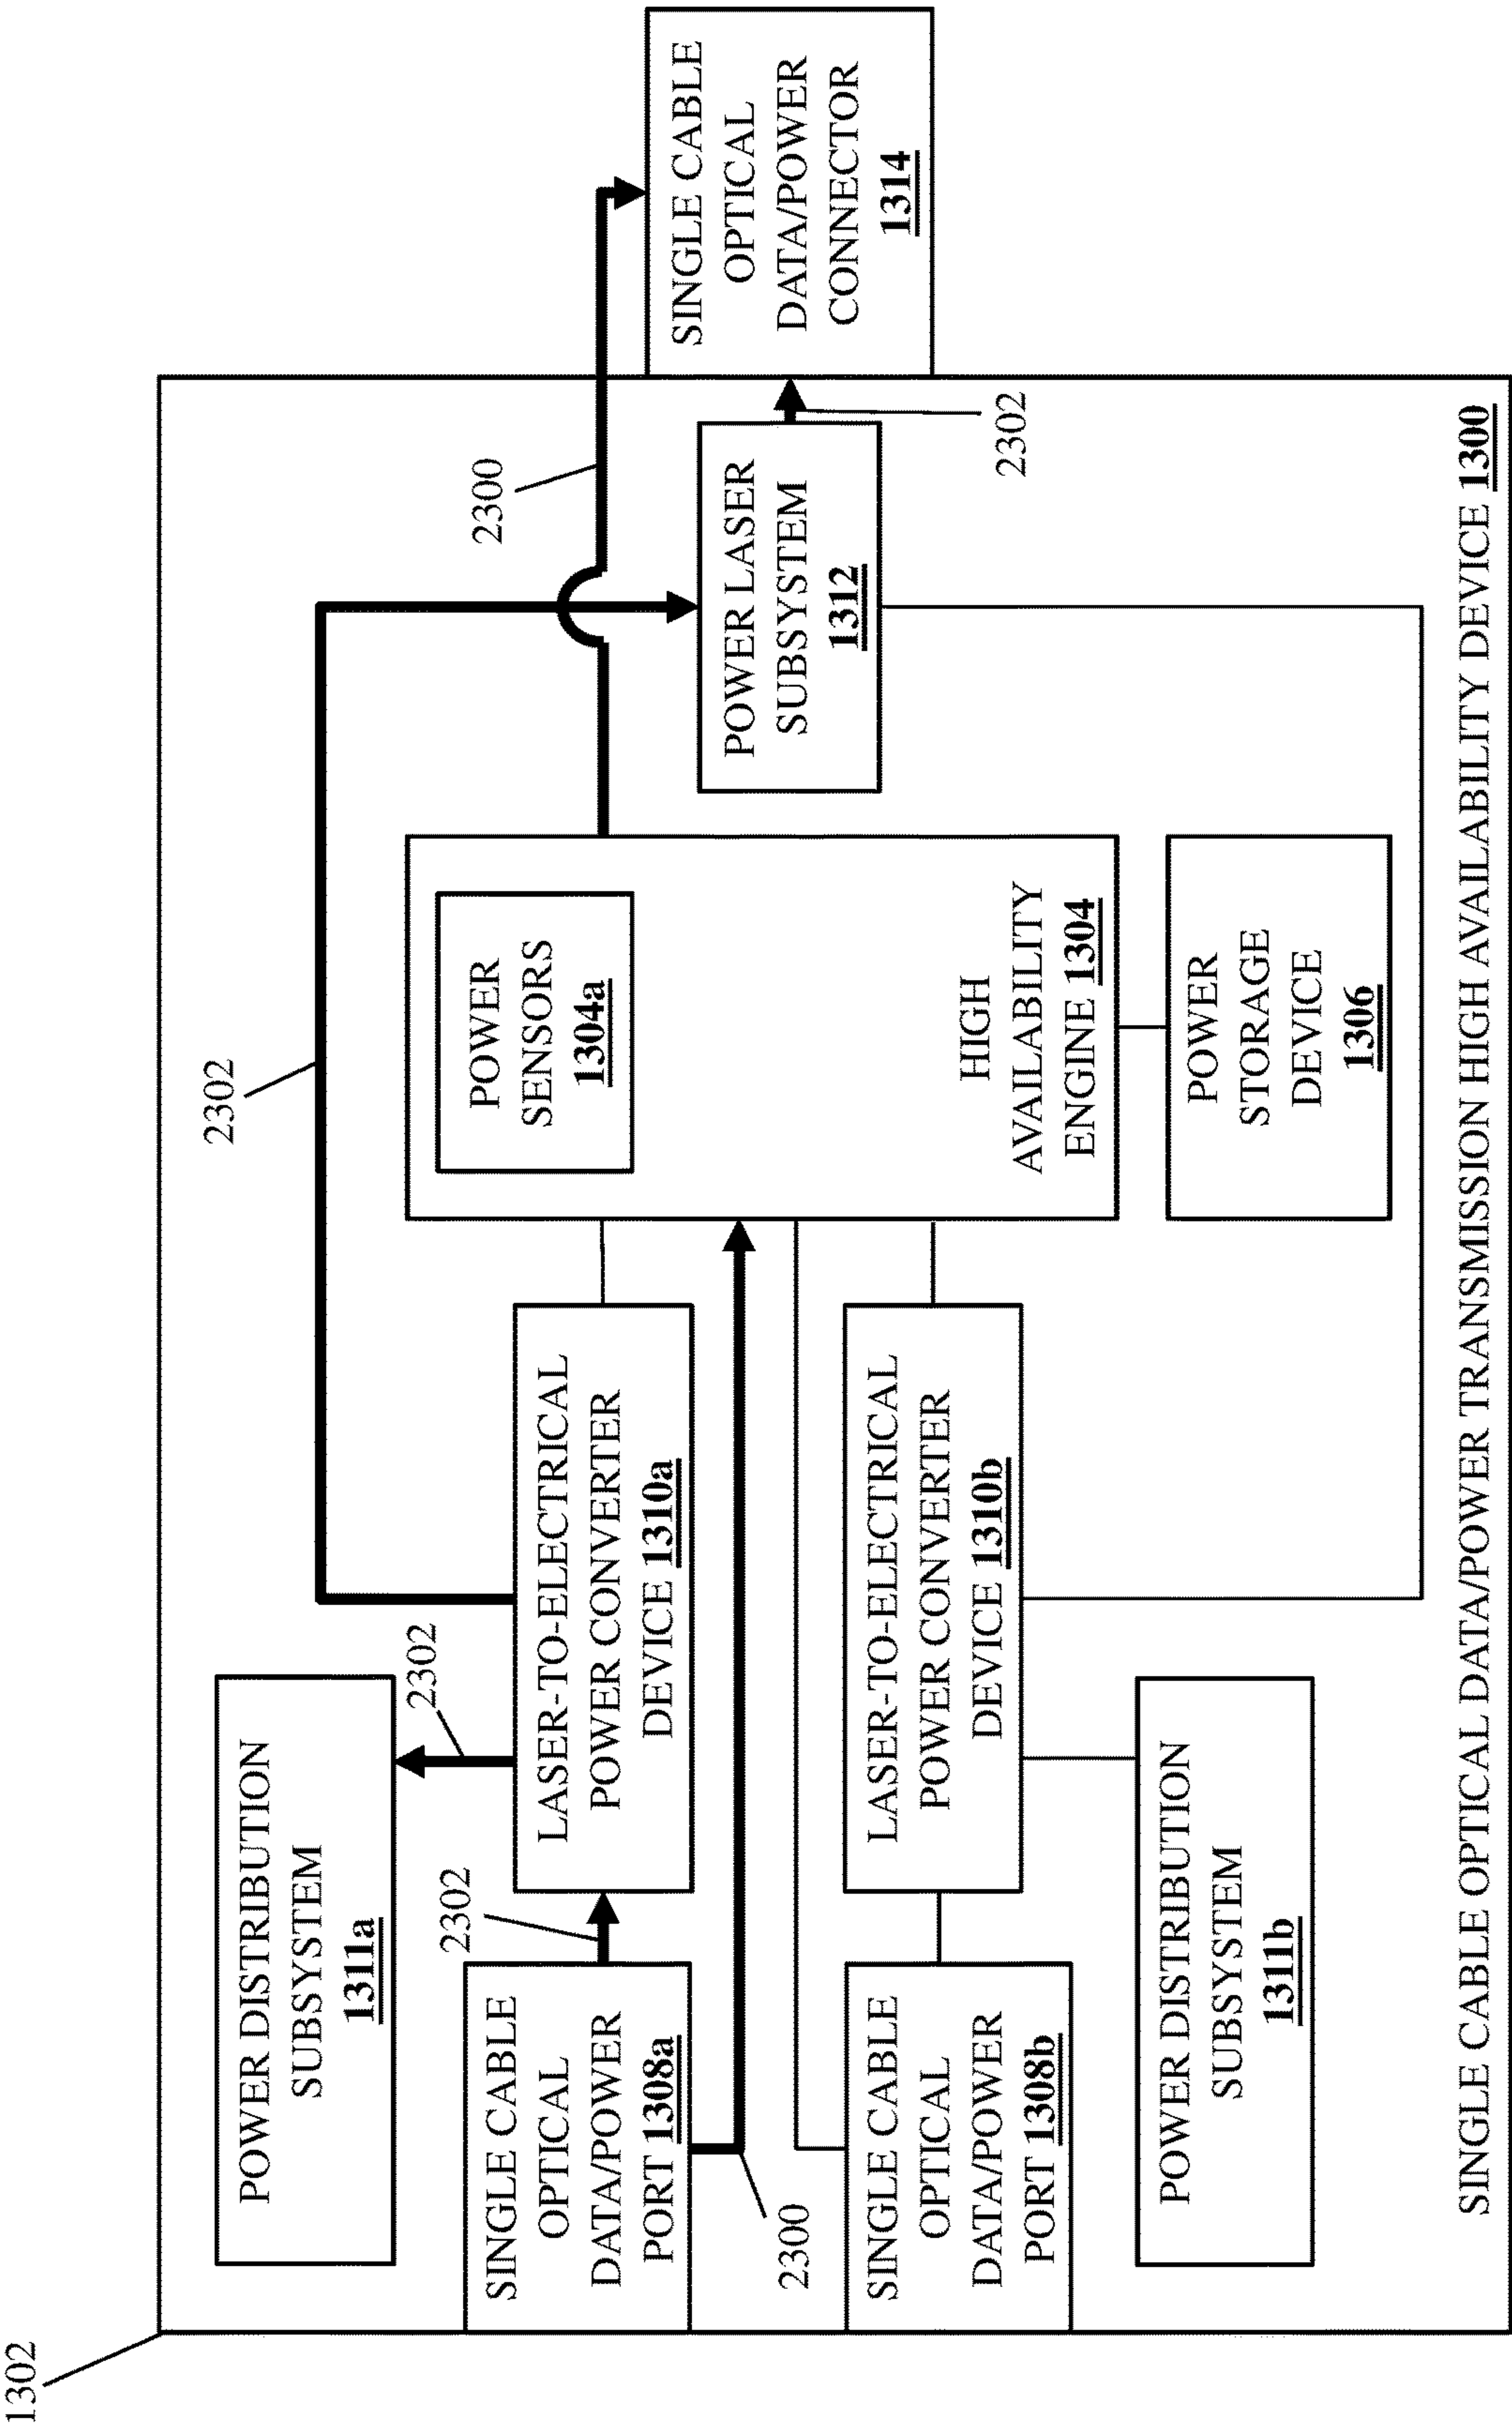 1302
POWER DISTRIBUTION
SUBSYSTEM
1311a
2302
2302
SINGLE CABLE
OPTICAL
DATA/POWER
PORT 1308a
2302
LASER-TO-ELECTRICAL
POWER CONVERTER
DEVICE 1310a
POWER
SENSORS
1304a
HIGH
AVAILABILITY
ENGINE 1304
2300
2300
POWER LASER
SUBSYSTEM
1312
2302
SINGLE CABLE
OPTICAL
DATA/POWER
CONNECTOR
1314
SINGLE CABLE
OPTICAL
DATA/POWER
PORT 1308b
LASER-TO-ELECTRICAL
POWER CONVERTER
DEVICE 1310b
POWER DISTRIBUTION
SUBSYSTEM
1311b
POWER
STORAGE
DEVICE
1306
SINGLE CABLE OPTICAL DATA/POWER TRANSMISSION HIGH AVAILABILITY DEVICE 1300